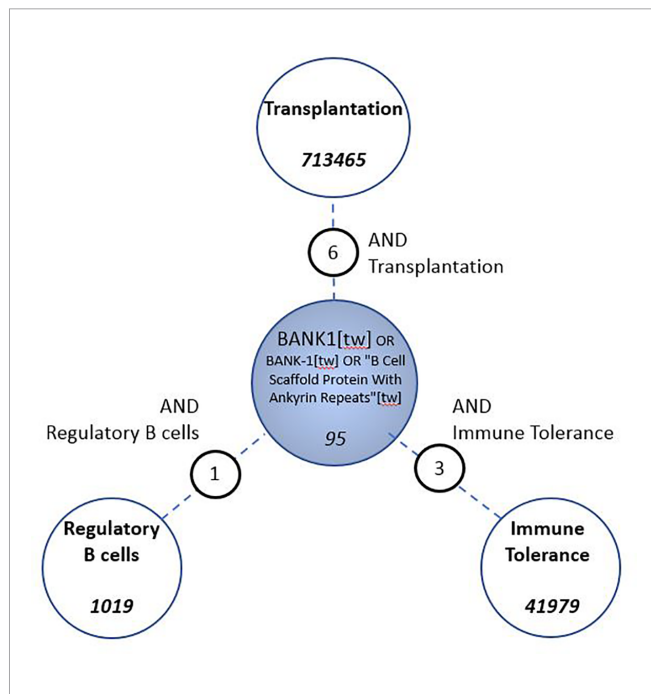 Transplantation
713465
6
AND
Transplantation
BANK1[tw] OR
BANK-1[tw] OR "B Cell
Scaffold Protein With
Ankyrin Repeats"[tw]
95
AND
Regulatory B cells
AND
Immune Tolerance
1
3
Regulatory
B cells
1019
Immune
Tolerance
41979